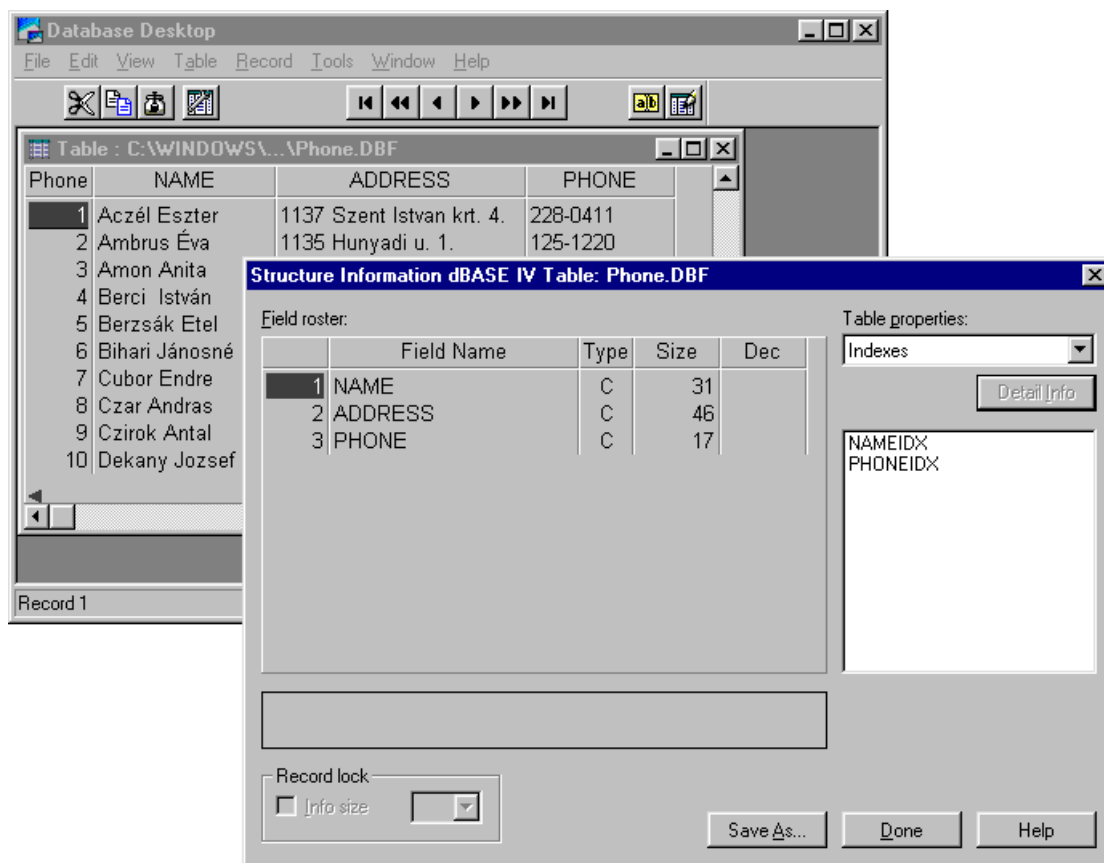 Database Desktop
File Edit View Table Record Tools Window Help
Table : C:\WINDOWS\...\Phone.DBF
Phone NAME ADDRESS PHONE
1 Aczél Eszter 1137 Szent Istvan krt. 4. 228-0411
2 Ambrus Éva 1135 Hunyadi u. 1. 125-1220
3 Amon Anita
4 Berci István
5 Berzsák Etel
6 Bihari Jánosné
7 Cubor Endre
8 Czar Andras
9 Czirok Antal
10 Dekany Jozsef
Record 1
Structure Information dBASE IV Table: Phone.DBF
Field roster:
Field Name Type Size Dec
1 NAME C 31
2 ADDRESS C 46
3 PHONE C 17
Table properties:
Indexes
Detail Info
NAMEIDX
PHONEIDX
Record lock
Info size
Save As... Done Help